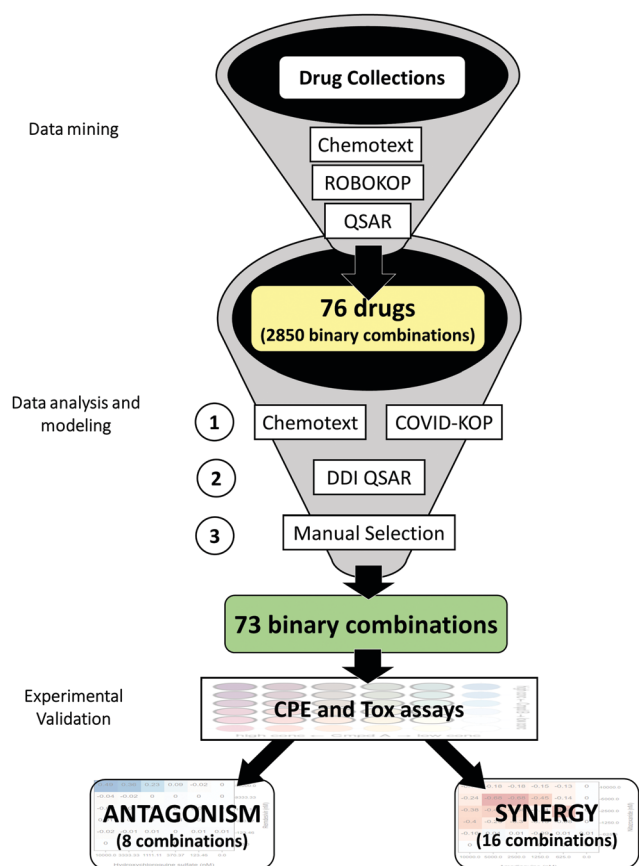 Drug Collections
Data mining
Chemotext
ROBOKOP
QSAR
76 drugs
(2850 binary combinations)
Data analysis and
modeling
1
Chemotext
COVID-KOP
2
DDI QSAR
3
Manual Selection
73 binary combinations
Experimental
Validation
CPE and Tox assays
ANTAGONISM
(8 combinations)
SYNERGY
(16 combinations)